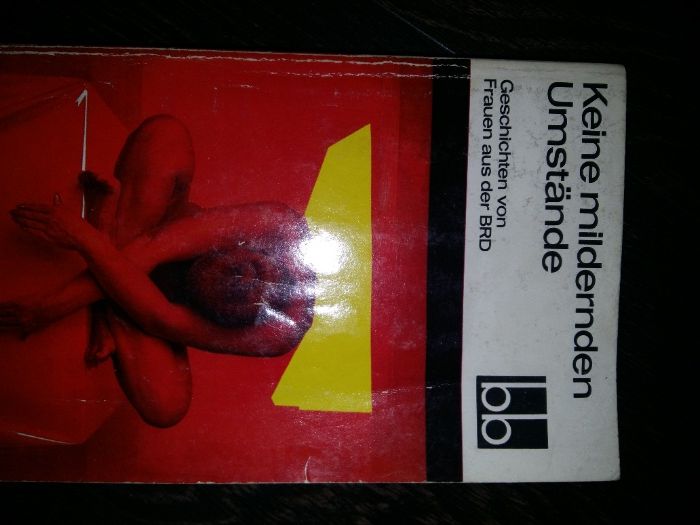 Keine mildernden
Umstände
Geschichten von
Frauen aus der BRD
bb